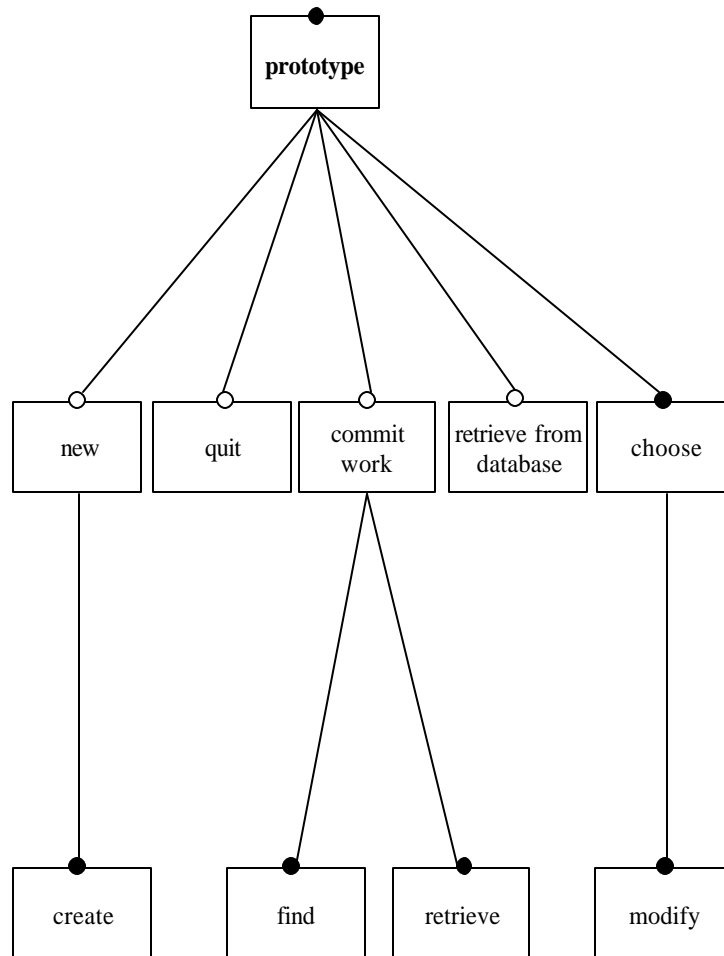 prototype
new
quit
commit
work
retrieve from
database
choose
create
find
retrieve
modify